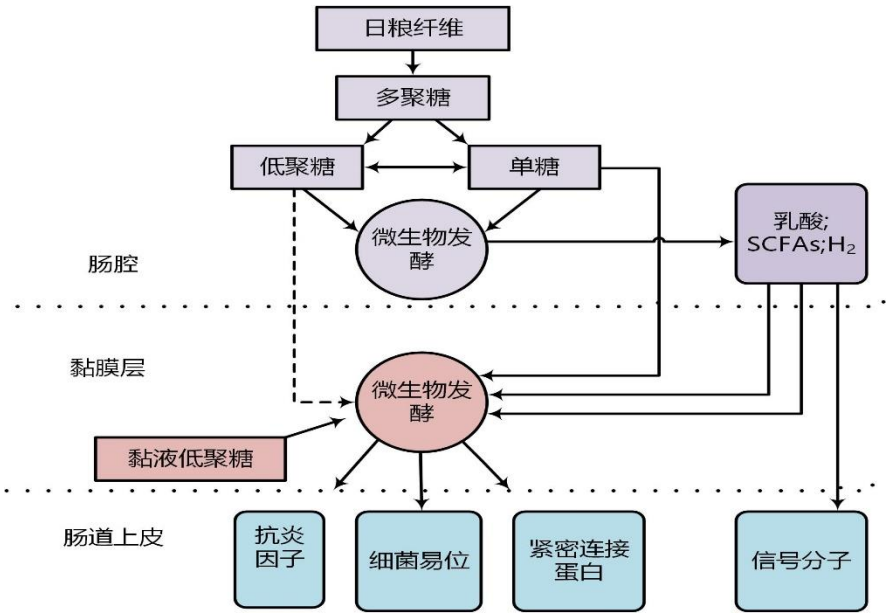 日粮纤维
多聚糖
低聚糖
单糖
微生物发
酵
乳酸;
SCFAs;H₂
肠腔
黏膜层
微生物发
酵
黏液低聚糖
肠道上皮
抗炎
因子
细菌易位
紧密连接
蛋白
信号分子